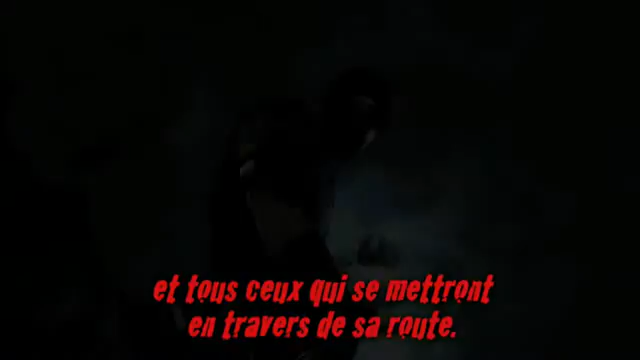 et tous ceux qui se mettront
en travers de sa route.